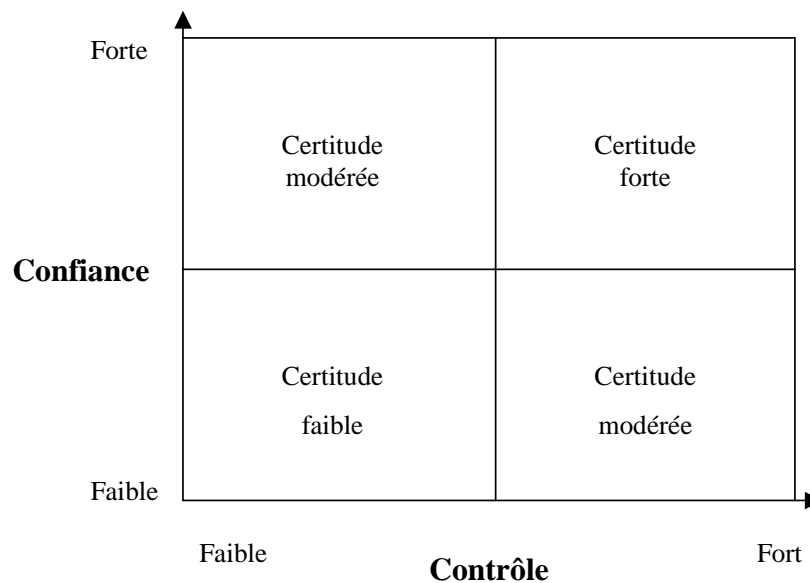 Forte
Certitude
modérée
Certitude
forte
Confiance
Certitude
faible
Certitude
modérée
Faible
Faible
Contrôle
Fort